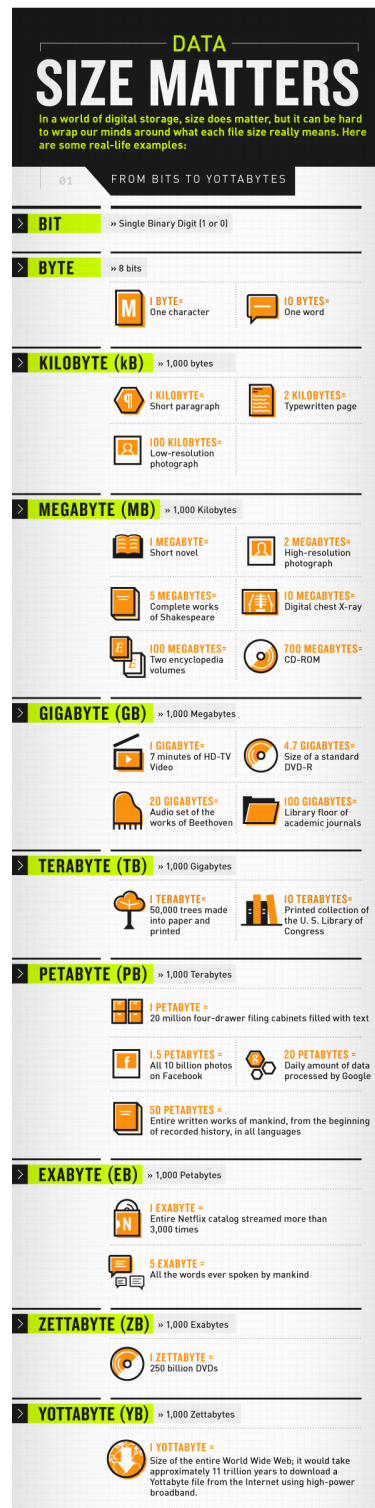 DATA
SIZE MATTERS
In a world of digital storage, size does matter, but it can be hard
to wrap our minds around what each file size really means. Here
are some real-life examples:
01 FROM BITS TO YOTTABYTES
BIT » Single Binary Digit (1 or 0)
BYTE » 8 bits
M
1 BYTE=
One character
10 BYTES=
One word
KILOBYTE (kB) » 1,000 bytes
¶
1 KILOBYTE=
Short paragraph
2 KILOBYTES=
Typewritten page
100 KILOBYTES=
Low-resolution
photograph
MEGABYTE (MB) » 1,000 Kilobytes
1 MEGABYTE=
Short novel
2 MEGABYTES=
High-resolution
photograph
5 MEGABYTES=
Complete works
of Shakespeare
10 MEGABYTES=
Digital chest X-ray
E
E
100 MEGABYTES=
Two encyclopedia
volumes
700 MEGABYTES=
CD-ROM
GIGABYTE (GB) » 1,000 Megabytes
1 GIGABYTE=
7 minutes of HD-TV
Video
4.7 GIGABYTES=
Size of a standard
DVD-R
20 GIGABYTES=
Audio set of the
works of Beethoven
100 GIGABYTES=
Library floor of
academic journals
TERABYTE (TB) » 1,000 Gigabytes
1 TERABYTE=
50,000 trees made
into paper and
printed
10 TERABYTES=
Printed collection of
the U. S. Library of
Congress
PETABYTE (PB) » 1,000 Terabytes
1 PETABYTE =
20 million four-drawer filing cabinets filled with text
f
1.5 PETABYTES =
All 10 billion photos
on Facebook
g
20 PETABYTES =
Daily amount of data
processed by Google
50 PETABYTES =
Entire written works of mankind, from the beginning
of recorded history, in all languages
EXABYTE (EB) » 1,000 Petabytes
N
1 EXABYTE =
Entire Netflix catalog streamed more than
3,000 times
5 EXABYTE =
All the words ever spoken by mankind
ZETTABYTE (ZB) » 1,000 Exabytes
1 ZETTABYTE =
250 billion DVDs
YOTTABYTE (YB) » 1,000 Zettabytes
1 YOTTABYTE =
Size of the entire World Wide Web; it would take
approximately 11 trillion years to download a
Yottabyte file from the Internet using high-power
broadband.